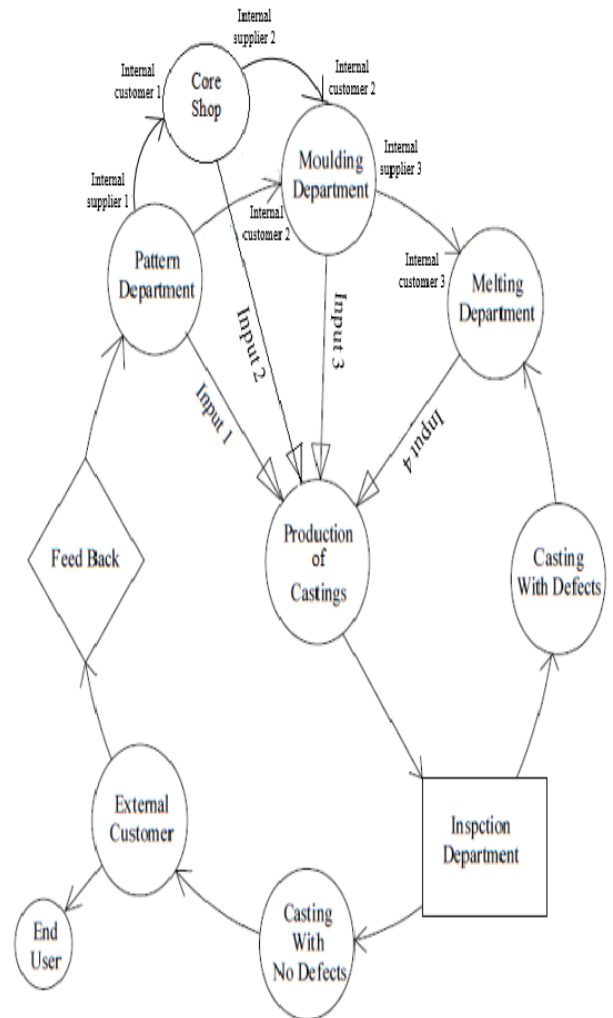 Internal
supplier 2
Internal
customer 1
Core
Shop
Internal
customer 2
Internal
supplier 1
Moulding
Department
Internal
supplier 3
Internal
customer 2
Pattern
Department
Internal
customer 3
Melting
Department
Input 1
Input 2
Input 3
Input 4
Feed Back
Production
of
Castings
Casting
With Defects
External
Customer
Inspction
Department
End
User
Casting
With
No Defects